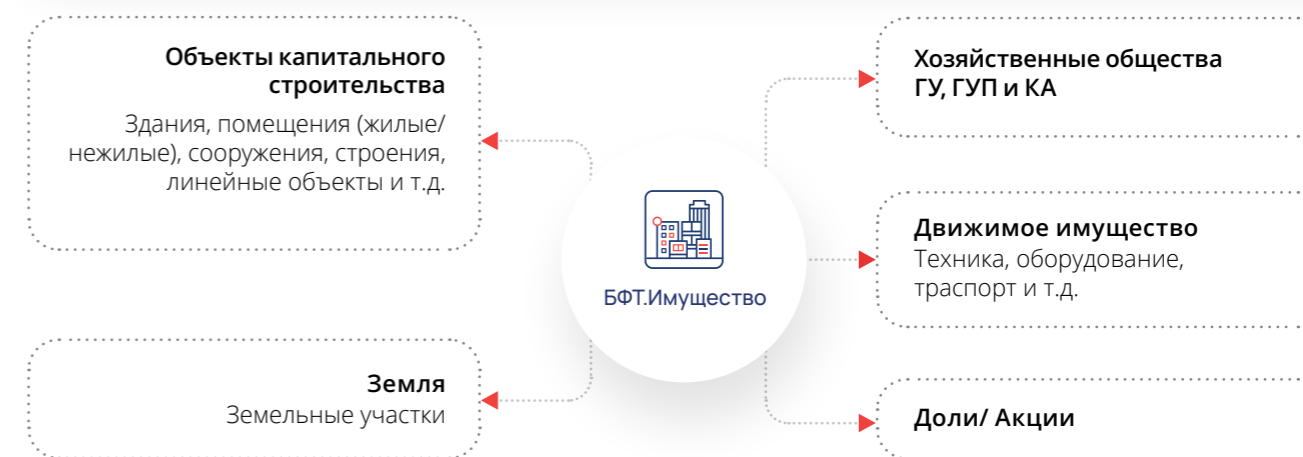 Объекты капитального
строительства
Здания, помещения (жилые/
нежилые), сооружения, строения,
линейные объекты и т.д.
Земля
Земельные участки
БФТ.Имущество
Хозяйственные общества
ГУ, ГУП и КА
Движимое имущество
Техника, оборудование,
траспорт и т.д.
Доли/ Акции